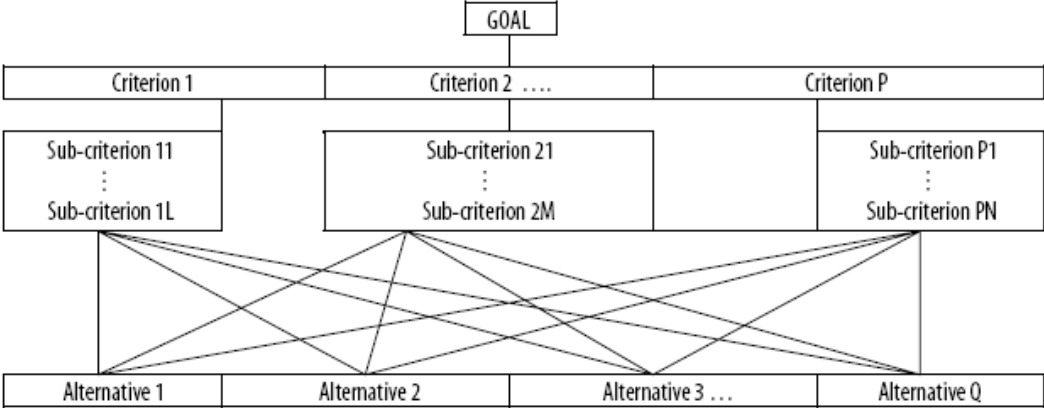 GOAL
Criterion 1 Criterion 2 .... Criterion P
Sub-criterion 11 Sub-criterion 21 Sub-criterion P1
⋮ ⋮ ⋮
Sub-criterion 1L Sub-criterion 2M Sub-criterion PN
Alternative 1 Alternative 2 Alternative 3 ... Alternative Q